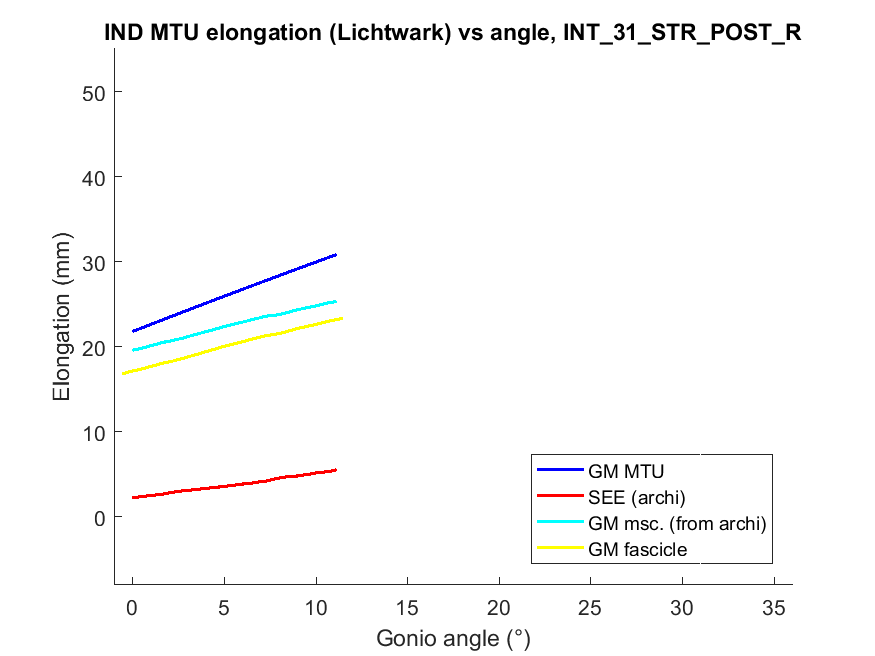 IND MTU elongation (Lichtwark) vs angle, INT_31_STR_POST_R
50
40
30
20
10
0
Elongation (mm)
GM MTU
SEE (archi)
GM msc. (from archi)
GM fascicle
0 5 10 15 20 25 30 35
Gonio angle (°)